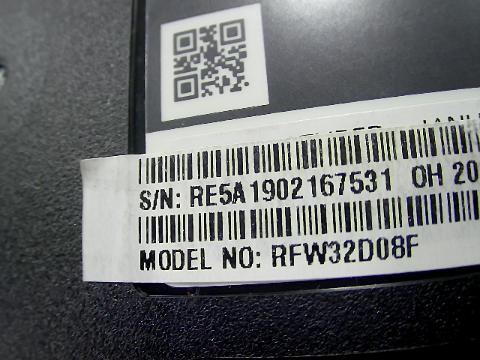 S/N: RE5A1902167531 OH 20
MODEL NO: RFW32D08F